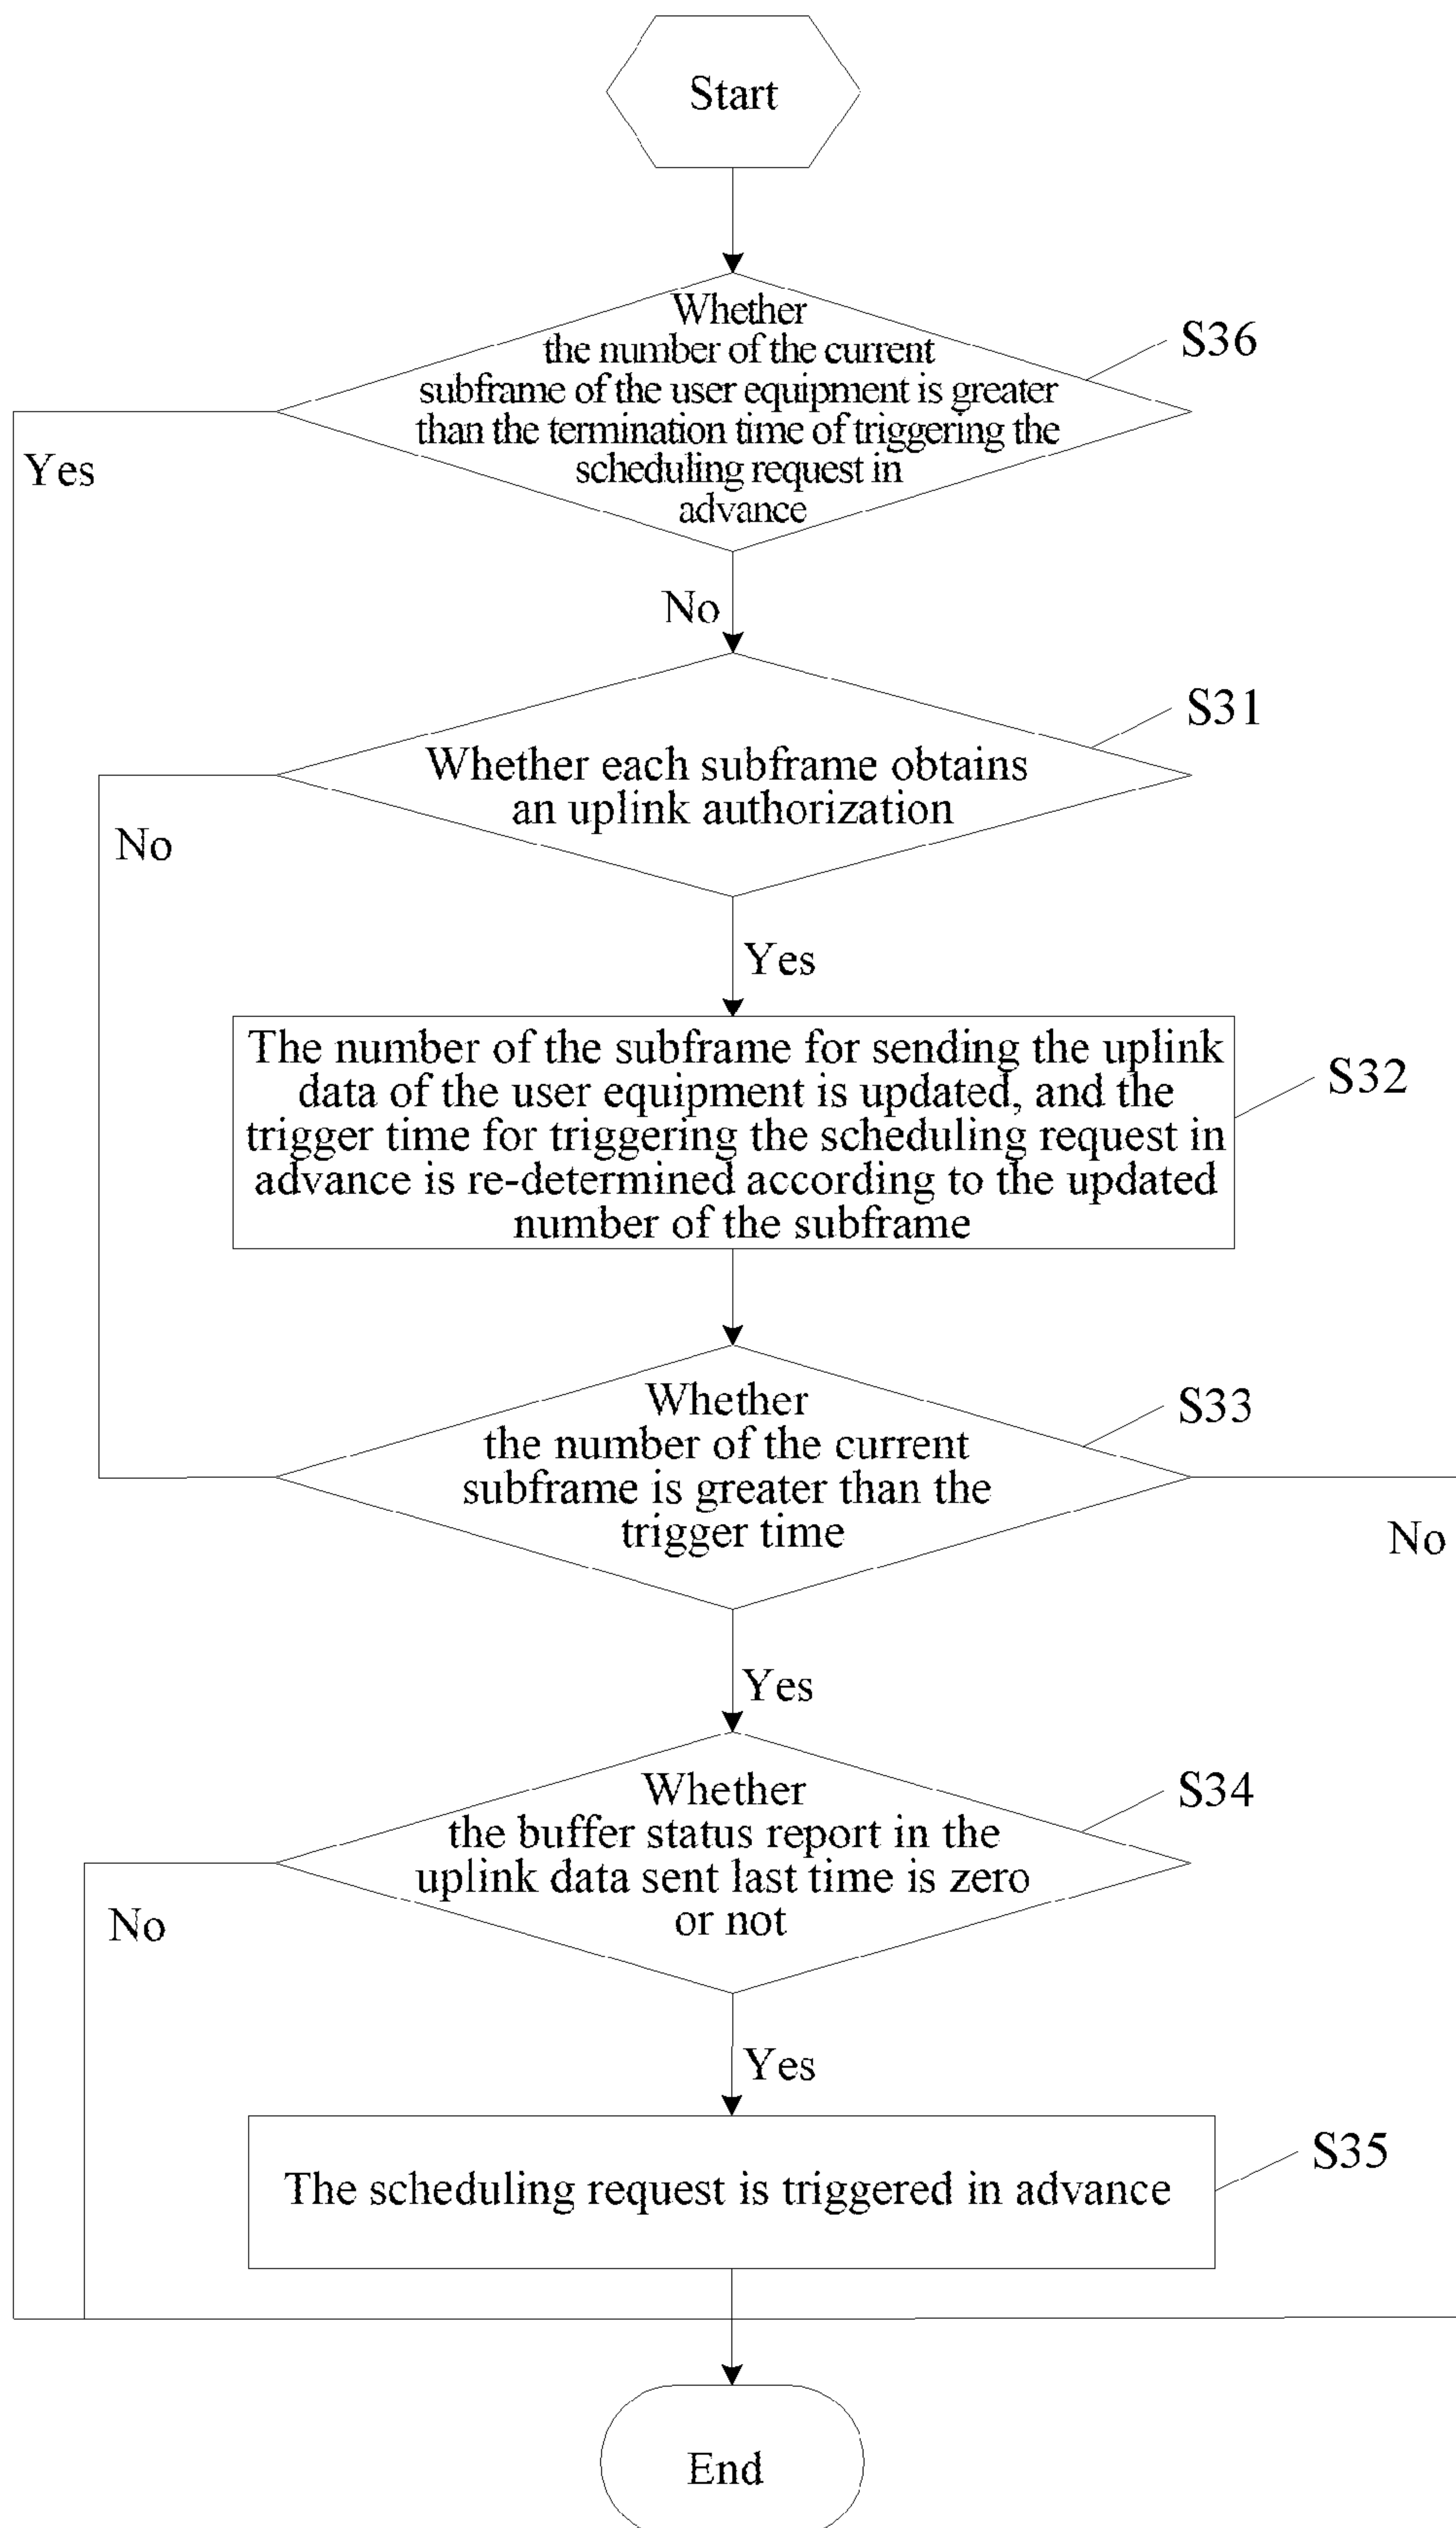 Start
Whether
the number of the current
subframe of the user equipment is greater
than the termination time of triggering the
scheduling request in
advance
S36
Yes
No
S31
Whether each subframe obtains
an uplink authorization
No
Yes
The number of the subframe for sending the uplink
data of the user equipment is updated, and the
trigger time for triggering the scheduling request in
advance is re-determined according to the updated
number of the subframe
S32
Whether
the number of the current
subframe is greater than the
trigger time
S33
No
Yes
Whether
the buffer status report in the
uplink data sent last time is zero
or not
S34
No
Yes
The scheduling request is triggered in advance
S35
End